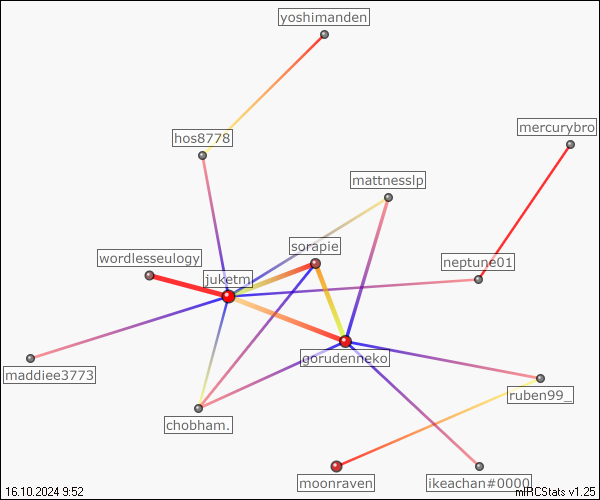 yoshimanden
mercurybro
hos8778
mattnesslp
sorapie
wordlesseulogy
neptune01
juketm
gorudenneko
maddiee3773
ruben99_
chobham.
moonraven
ikeachan#0000
16.10.2024 9:52
mIRCStats v1.25